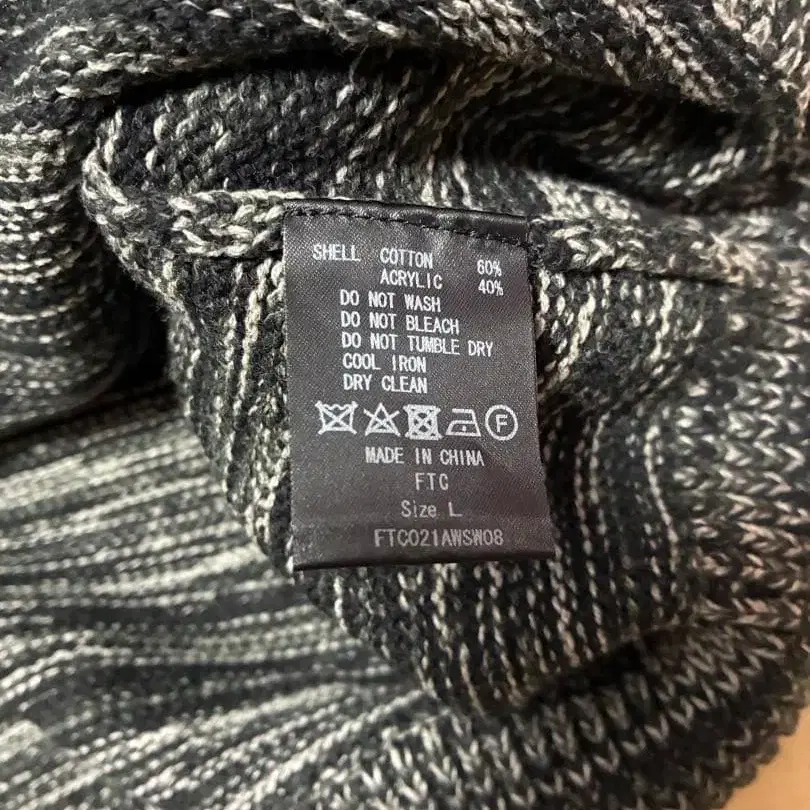 SHELL COTTON 60%
ACRYLIC 40%
DO NOT WASH
DO NOT BLEACH
DO NOT TUMBLE DRY
COOL IRON
DRY CLEAN
F
MADE IN CHINA
FTC
Size L
FTC021AWSW08